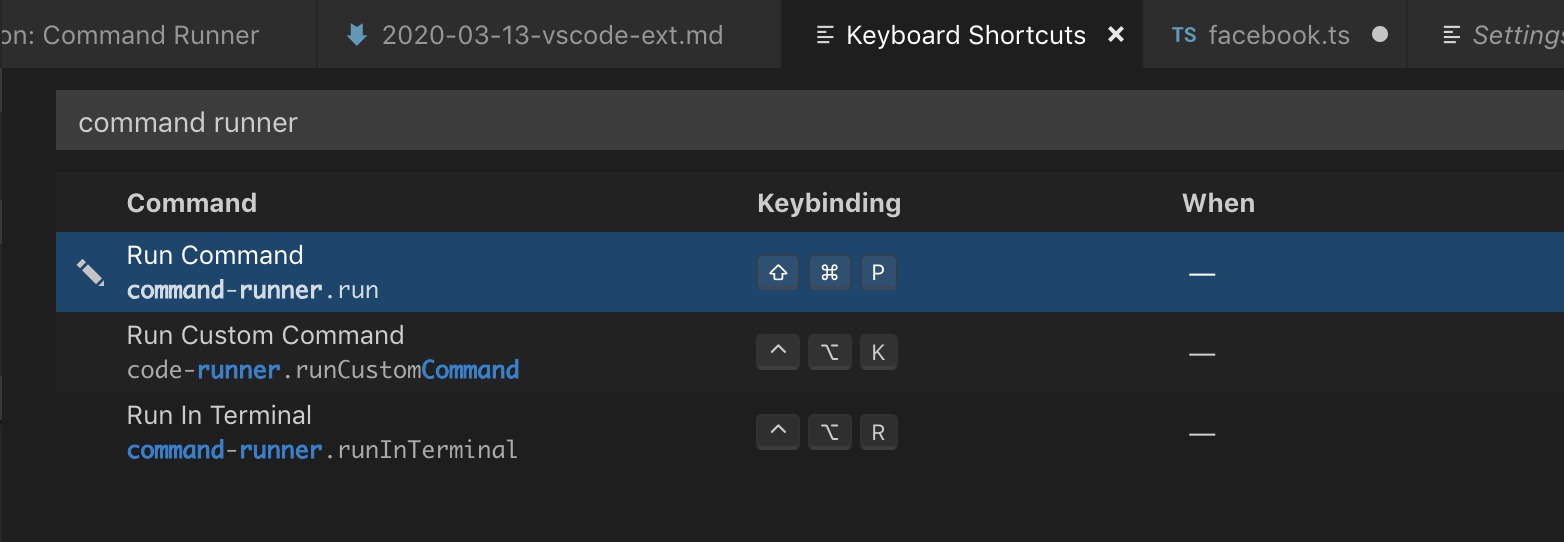 on: Command Runner 2020-03-13-vscode-ext.md Keyboard Shortcuts × TS facebook.ts ● Settings
command runner
Command Keybinding When
Run Command
command-runner.run
⇧ ⌘ P —
Run Custom Command
code-runner.runCustomCommand
^ ⌥ K —
Run In Terminal
command-runner.runInTerminal
^ ⌥ R —